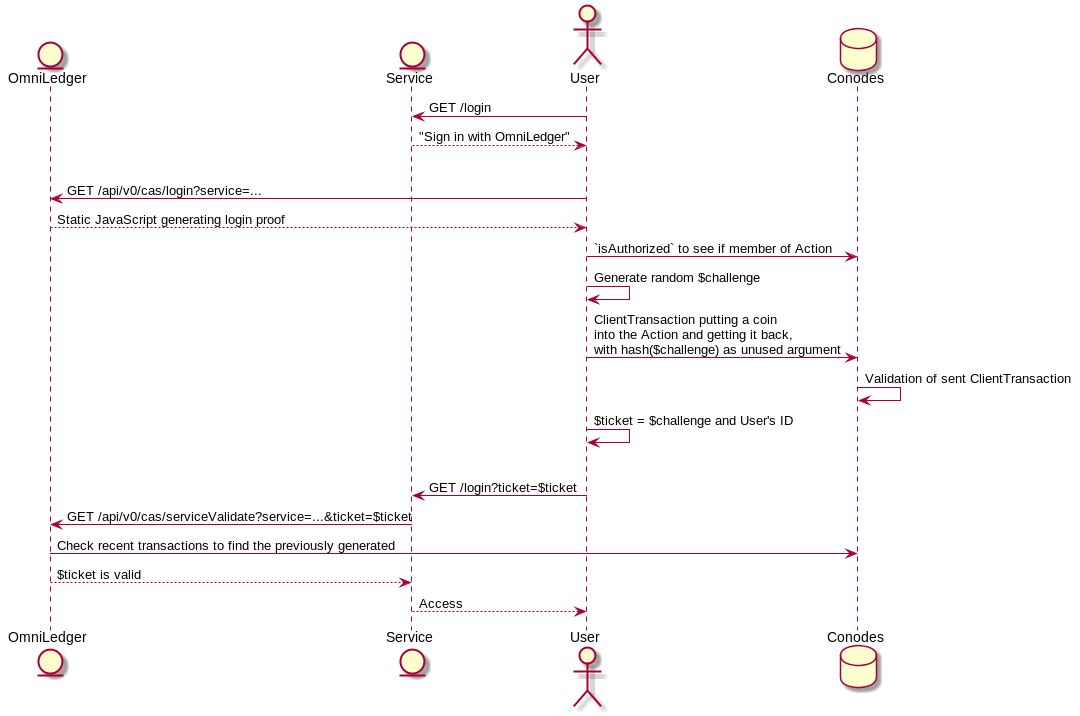 OmniLedger
Service
User
Conodes
GET /login
"Sign in with OmniLedger"
GET /api/v0/cas/login?service=...
Static JavaScript generating login proof
`isAuthorized` to see if member of Action
Generate random $challenge
ClientTransaction putting a coin
into the Action and getting it back,
with hash($challenge) as unused argument
Validation of sent ClientTransaction
$ticket = $challenge and User's ID
GET /login?ticket=$ticket
GET /api/v0/cas/serviceValidate?service=...&ticket=$ticket
Check recent transactions to find the previously generated
$ticket is valid
Access
OmniLedger
Service
User
Conodes